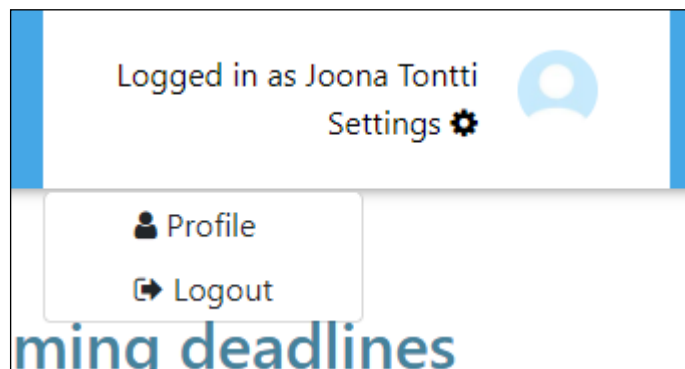 Logged in as Joona Tontti
Settings
Profile
Logout
ming deadlines